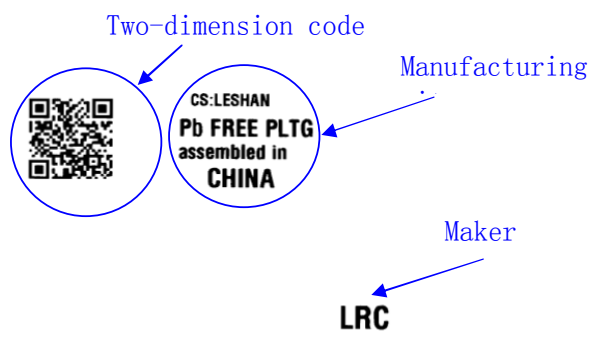 Two-dimension code
Manufacturing
CS:LESHAN
Pb FREE PLTG
assembled in
CHINA
Maker
LRC